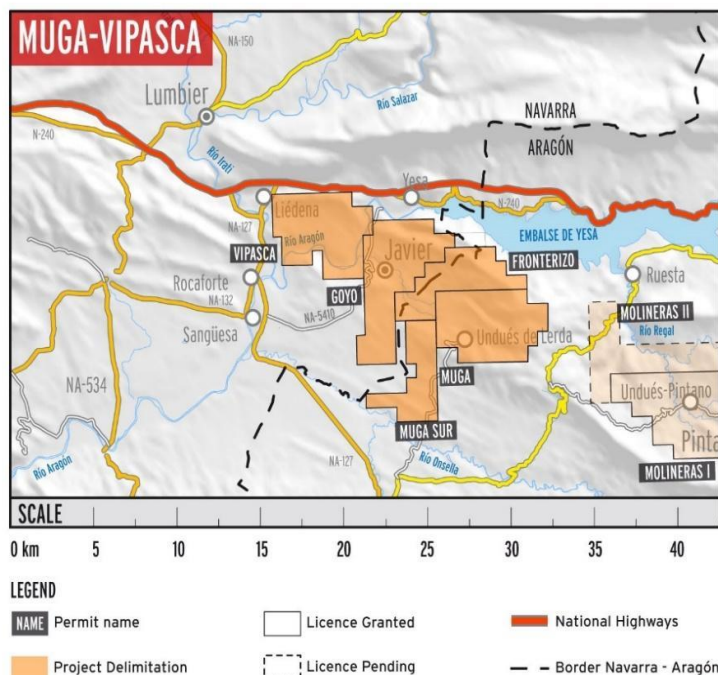 MUGA-VIPASCA
NA-150
Lumbier
Río Salazar
N-240
Río Irati
NAVARRA
ARAGÓN
Yesa
N-240
Liédena
NA-127
EMBALSE DE YESA
VIPASCA
Río Aragón
Javier
FRONTERIZO
Rocaforte
Ruesta
NA-132
GOYO
NA-5410
MOLINERAS II
Sangüesa
Río Regal
Undués de Lerda
NA-534
MUGA
Undués-Pintano
MUGA SUR
Pinta
Río Aragón
NA-127
Río Onsella
MOLINERAS I
SCALE
0 km 5 10 15 20 25 30 35 40
LEGEND
NAME Permit name
Licence Granted
National Highways
Project Delimitation
Licence Pending
Border Navarra - Aragón